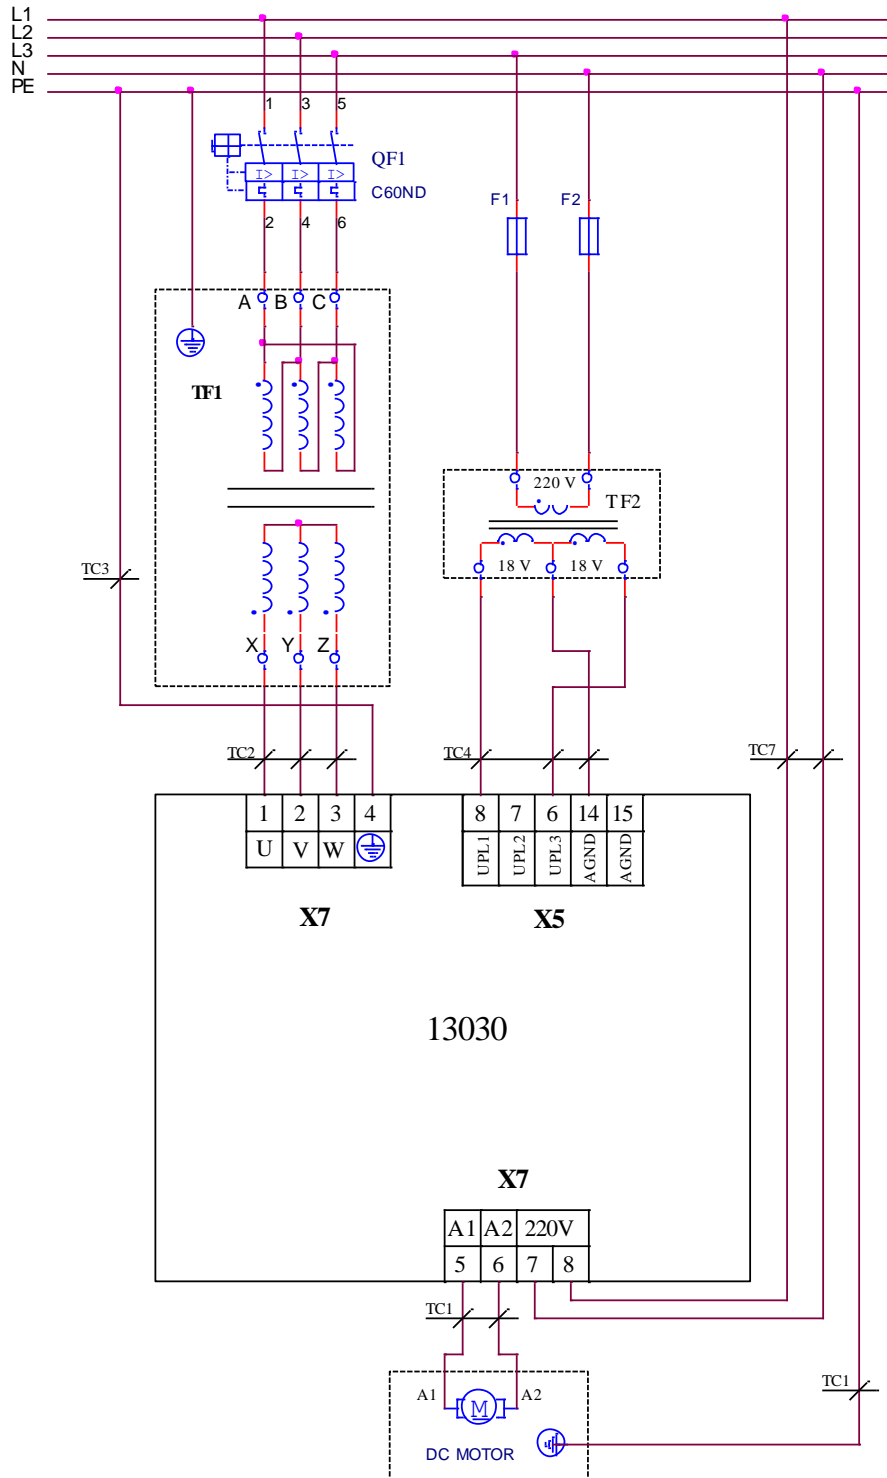 L1
L2
L3
N
PE
1 3 5
QF1
I> I> I>
C60ND
2 4 6
F1 F2
A B C
TF1
220 V
TF2
18 V 18 V
TC3
X Y Z
TC2 TC4 TC7
1 2 3 4
U V W
8 7 6 14 15
UPL1 UPL2 UPL3 AGND AGND
X7 X5
13030
X7
A1 A2 220V
5 6 7 8
TC1
TC1
A1 M A2
DC MOTOR